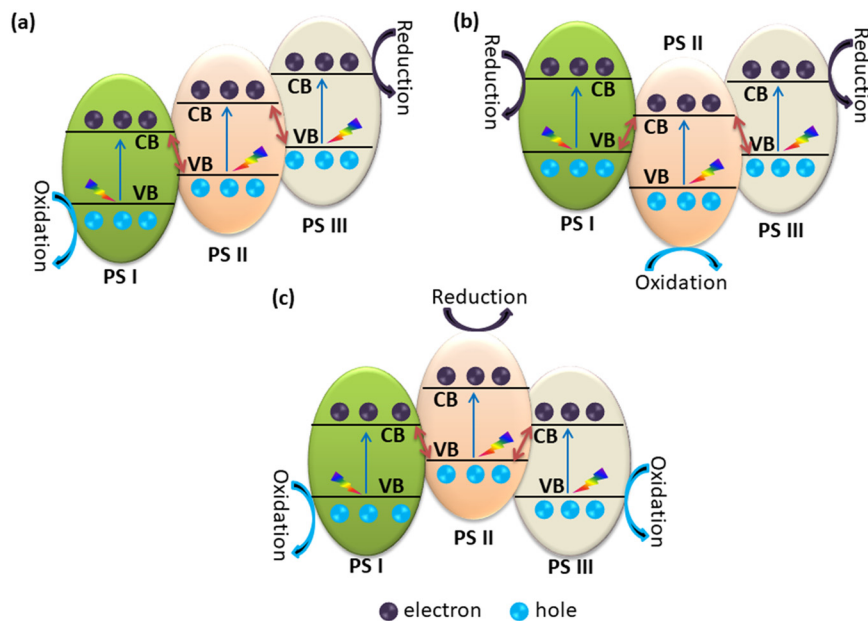 (a)
Reduction
CB
CB
VB
CB
VB
VB
Oxidation
PS III
PS II
PS I
(b)
Reduction
PS II
Reduction
CB
CB
VB
CB
VB
VB
PS I
PS III
Oxidation
(c)
Reduction
CB
CB
VB
CB
VB
VB
Oxidation
Oxidation
PS II
PS I
PS III
electron
hole